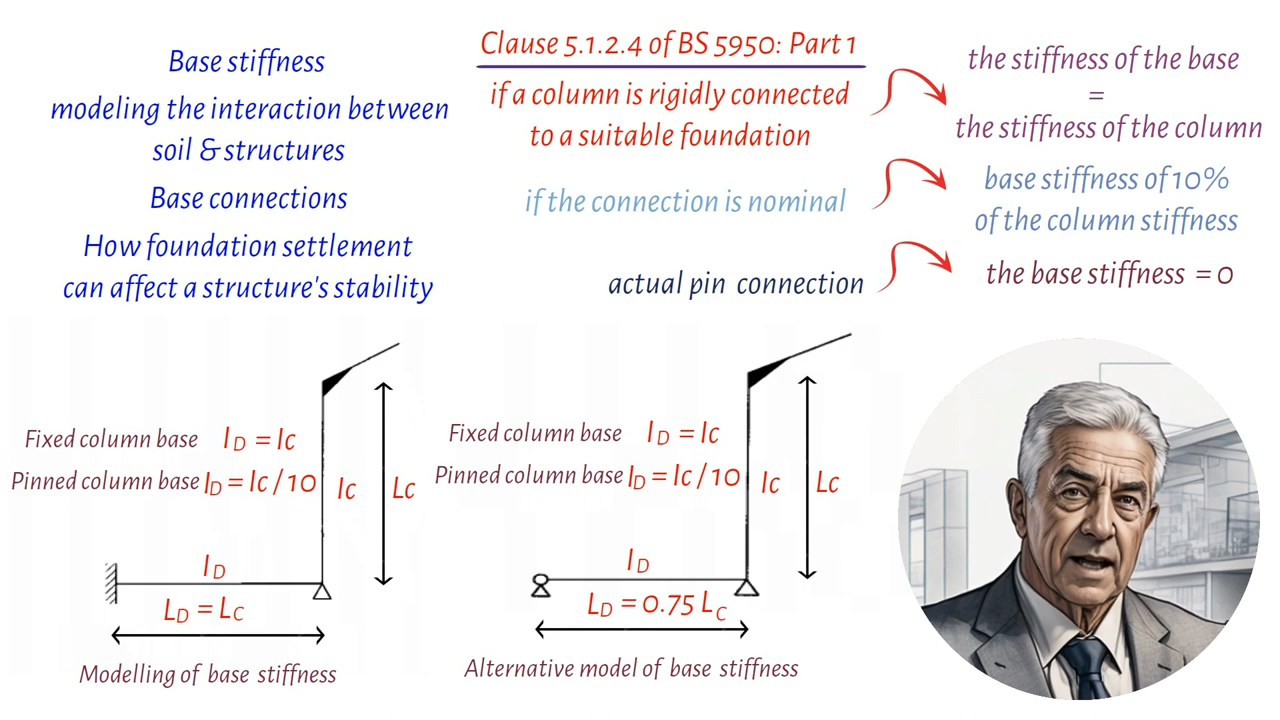 Base stiffness
modeling the interaction between
soil & structures
Base connections
How foundation settlement
can affect a structure's stability
Clause 5.1.2.4 of BS 5950: Part 1
if a column is rigidly connected
to a suitable foundation
the stiffness of the base
=
the stiffness of the column
if the connection is nominal
base stiffness of 10%
of the column stiffness
actual pin connection
the base stiffness = 0
Fixed column base I_D = Ic
Pinned column base I_D = Ic / 10
Ic
Lc
I_D
L_D = L_C
Modelling of base stiffness
Fixed column base I_D = Ic
Pinned column base I_D = Ic / 10
Ic
Lc
I_D
L_D = 0.75 L_C
Alternative model of base stiffness